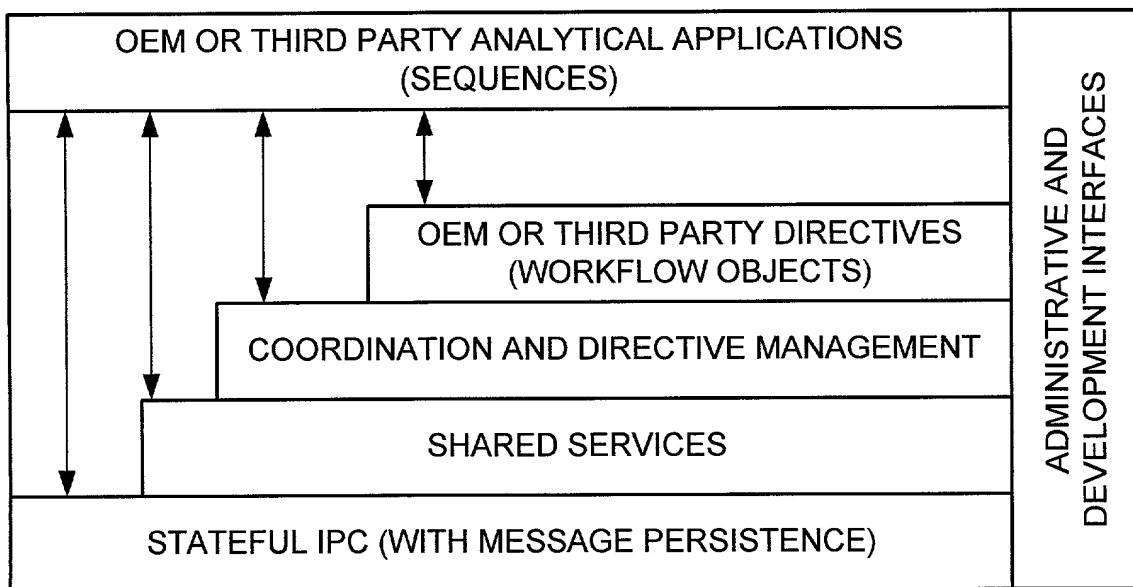 OEM OR THIRD PARTY ANALYTICAL APPLICATIONS
(SEQUENCES)
OEM OR THIRD PARTY DIRECTIVES
(WORKFLOW OBJECTS)
COORDINATION AND DIRECTIVE MANAGEMENT
SHARED SERVICES
STATEFUL IPC (WITH MESSAGE PERSISTENCE)
ADMINISTRATIVE AND
DEVELOPMENT INTERFACES